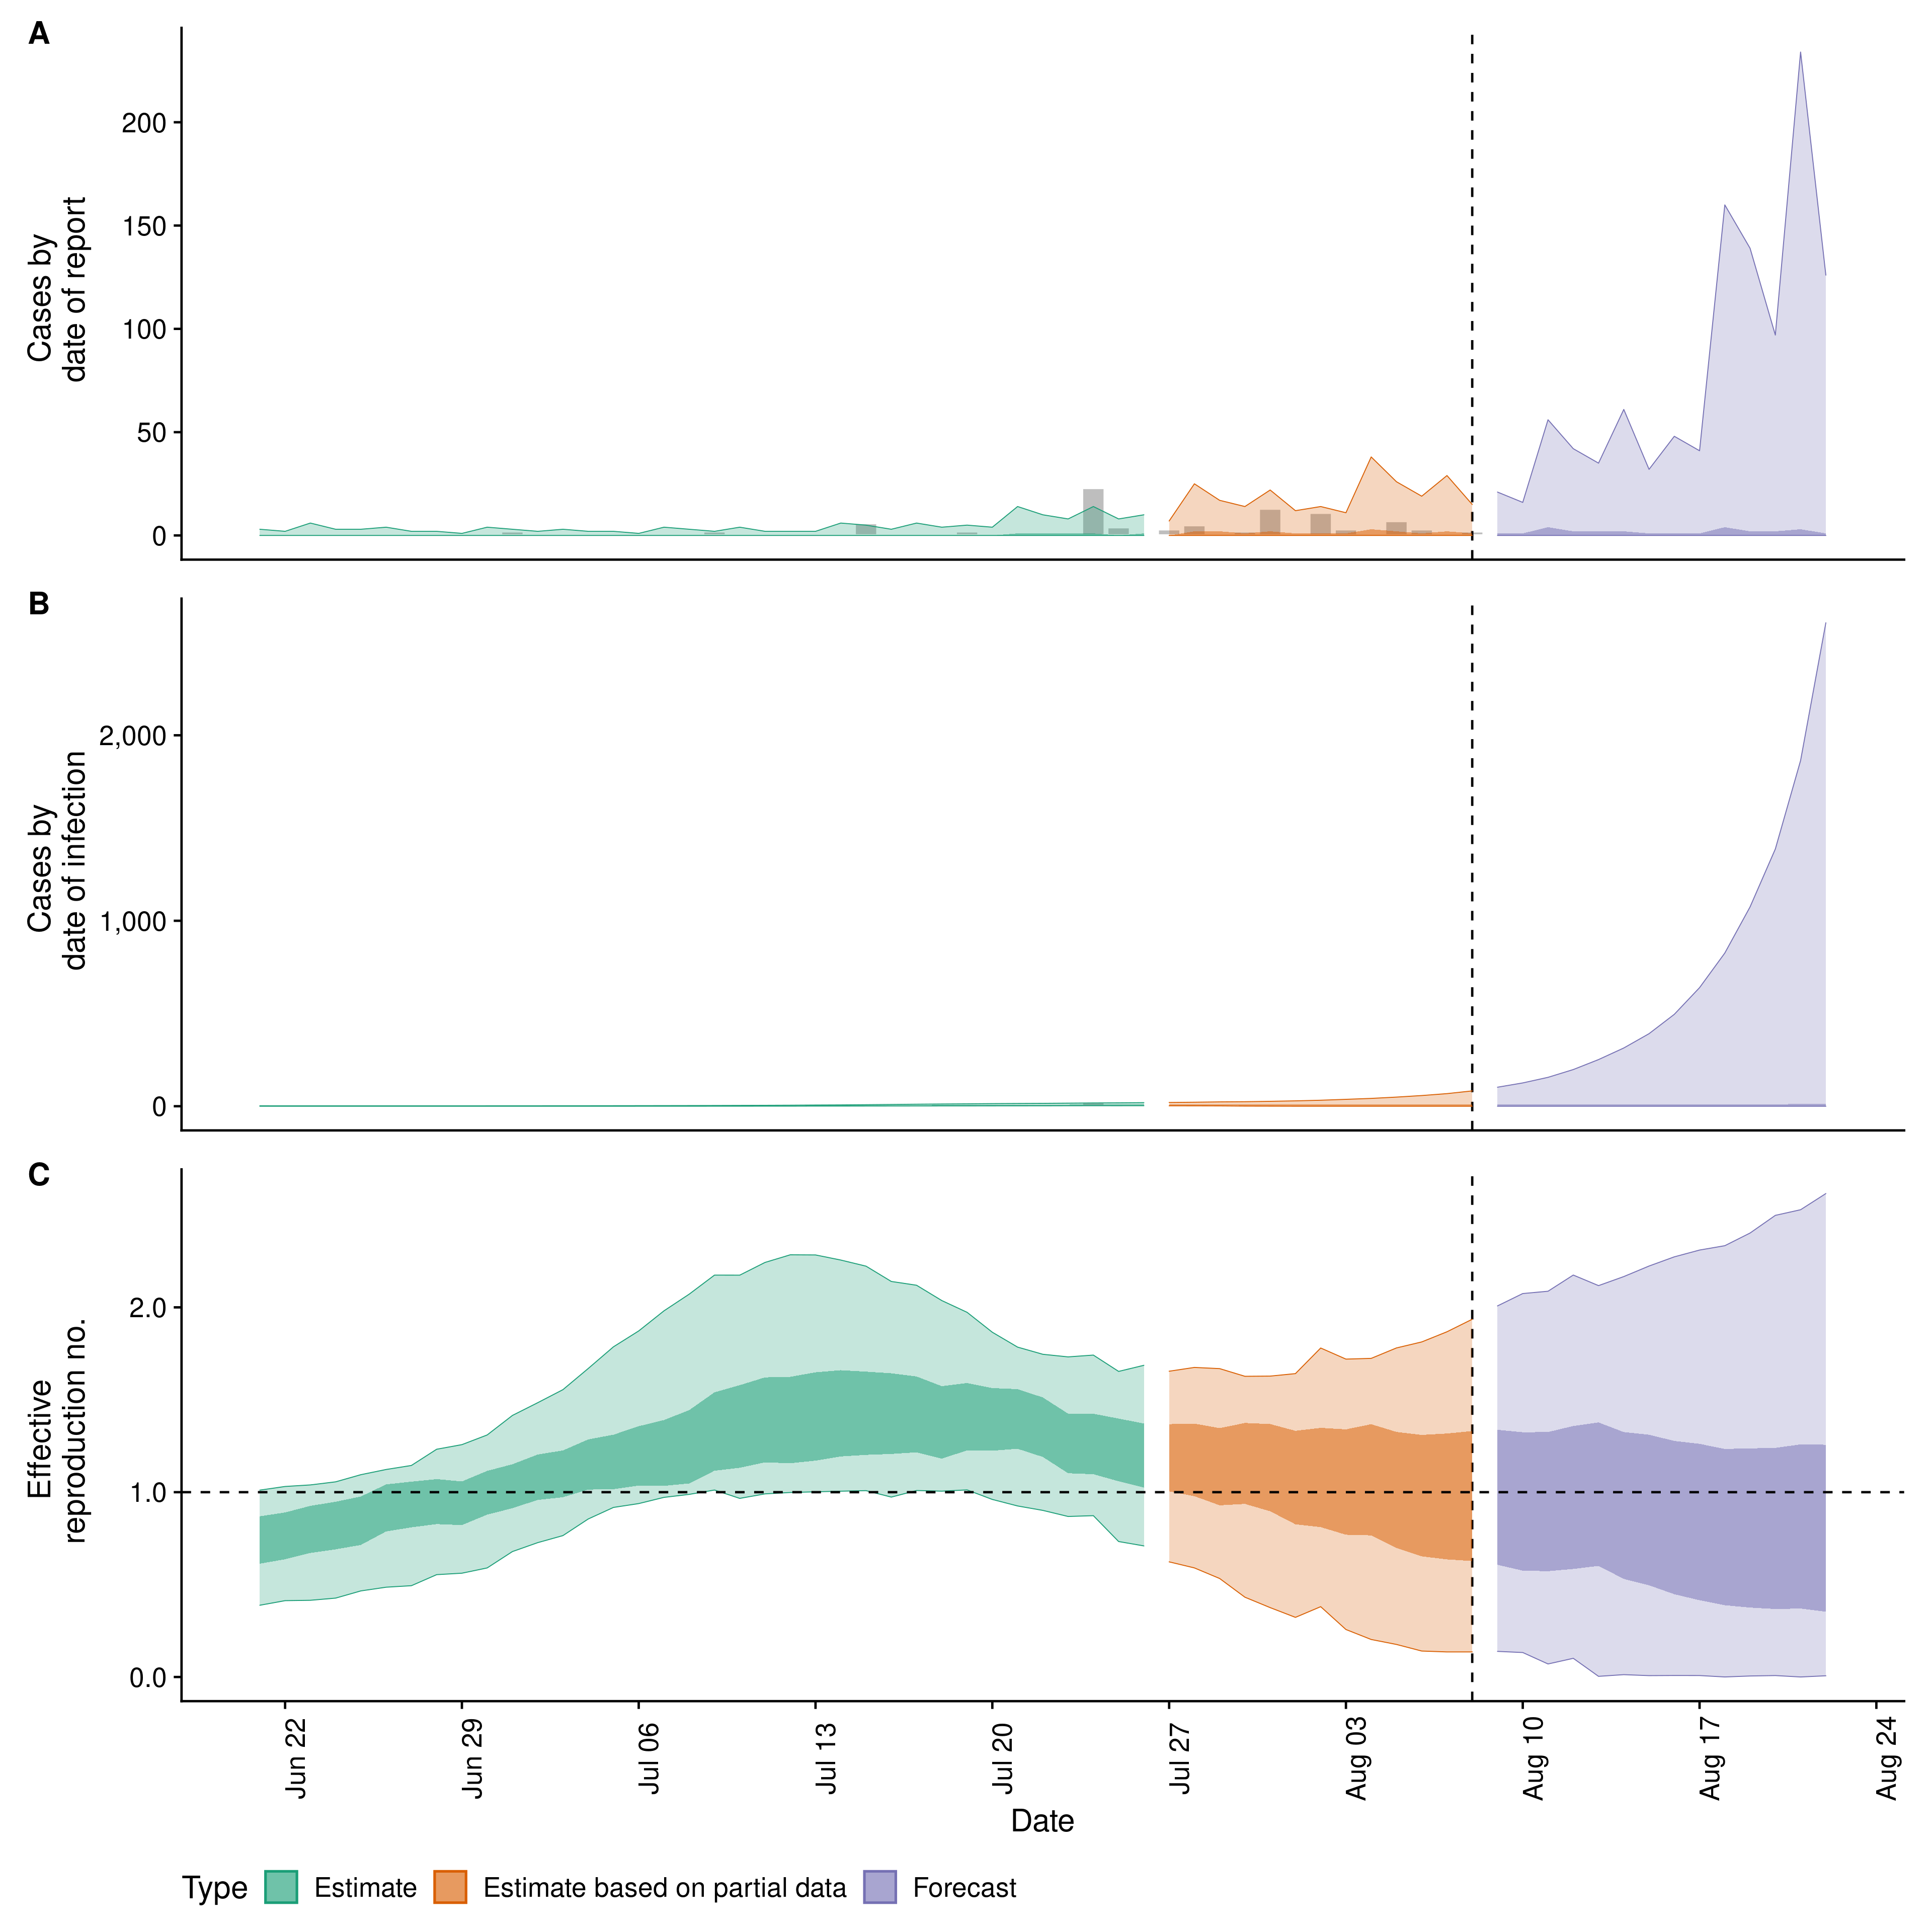 A
Cases by
date of report
200
150
100
50
0
B
Cases by
date of infection
2,000
1,000
0
C
Effective
reproduction no.
2.0
1.0
0.0
Jun 22
Jun 29
Jul 06
Jul 13
Jul 20
Jul 27
Aug 03
Aug 10
Aug 17
Aug 24
Date
Type Estimate Estimate based on partial data Forecast